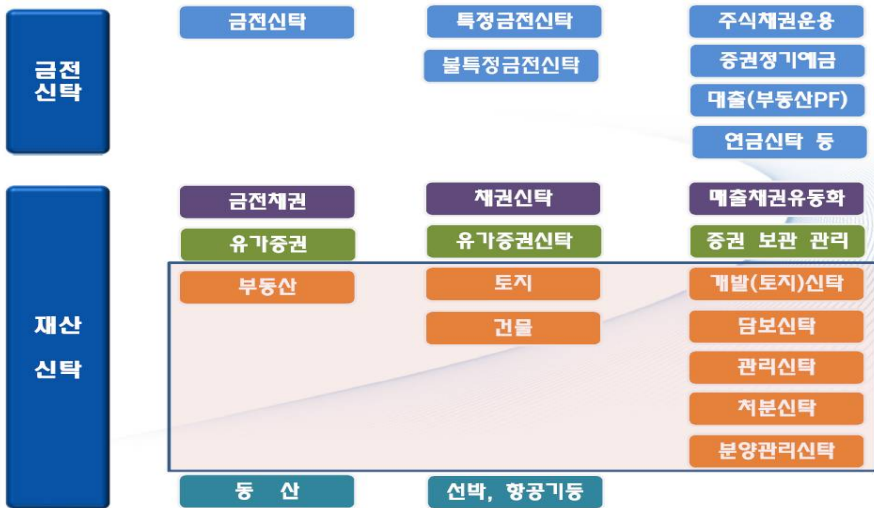 금전
신탁
금전신탁
특정금전신탁
주식채권운용
불특정금전신탁
증권정기예금
대출(부동산PF)
연금신탁 등
재산
신탁
금전채권
채권신탁
매출채권유동화
유가증권
유가증권신탁
증권 보관 관리
부동산
토지
개발(토지)신탁
건물
담보신탁
관리신탁
처분신탁
분양관리신탁
동 산
선박, 항공기등